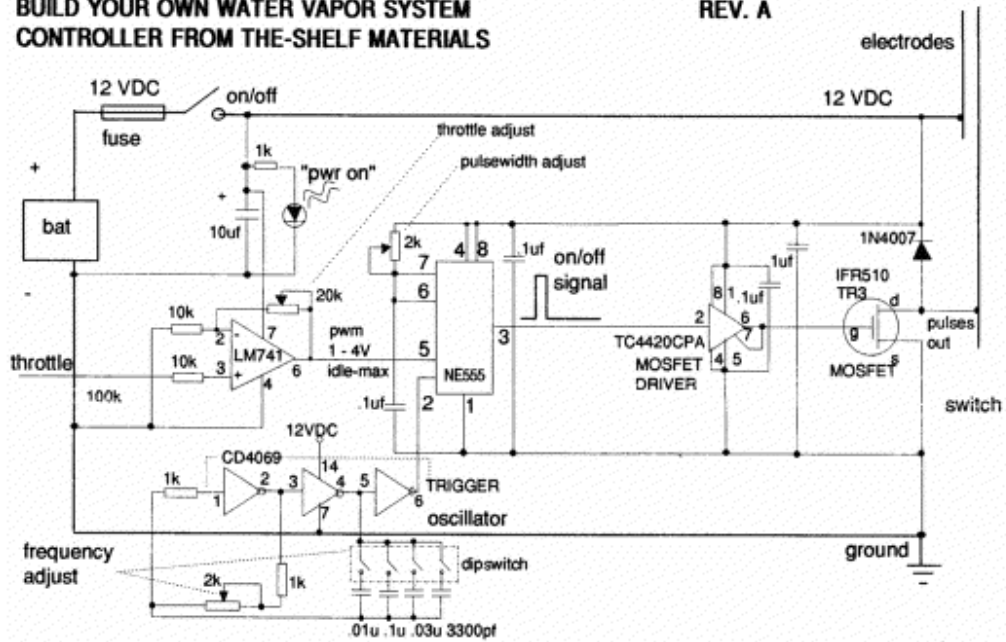 BUILD YOUR OWN WATER VAPOR SYSTEM
CONTROLLER FROM THE-SHELF MATERIALS
REV. A
electrodes
12 VDC
on/off
12 VDC
fuse
throttle adjust
1k
"pwr on"
pulsewidth adjust
+
+
bat
10uf
2k
4 8
.1uf
on/off
signal
1N4007
7
1uf
IFR510
TR3
-
20k
6
8 1
.1uf
d
10k
7
pwm
2
6
g
pulses
out
2 -
LM741
1 - 4V
5
3
7
TC4420CPA
s
throttle
10k
3 +
6
idle-max
NE555
4 5
MOSFET
DRIVER
MOSFET
100k
4
.1uf
2
1
switch
12VDC
CD4069
14
1k
2
3
4
5
TRIGGER
1
7
6
oscillator
frequency
adjust
ground
2k
1k
dipswitch
.01u .1u .03u 3300pf